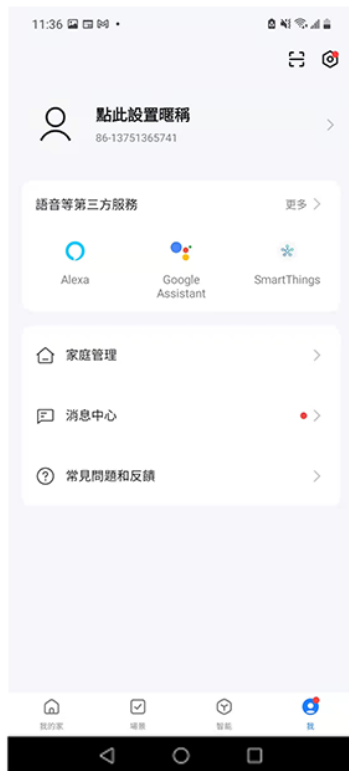 11:36
點此設置暱稱
86-13751365741
語音等第三方服務
更多
Alexa
Google Assistant
SmartThings
家庭管理
消息中心
常見問題和反饋
我的家
場景
智能
我